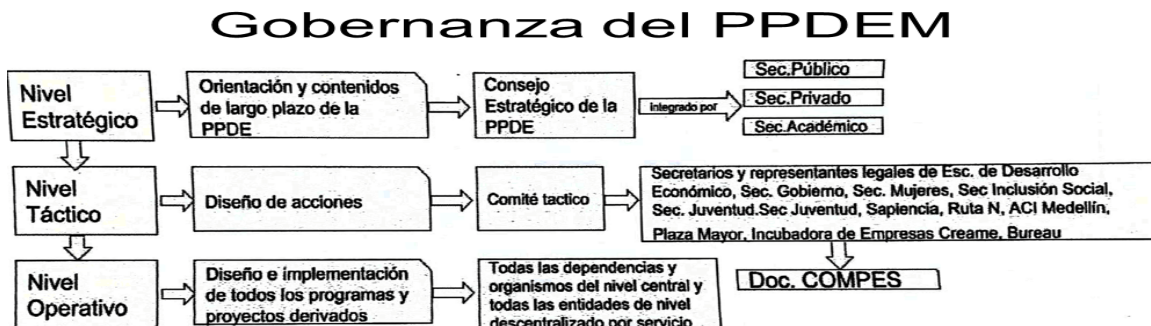 Gobernanza del PPDEM
Nivel
Estratégico
Orientación y contenidos
de largo plazo de la
PPDE
Consejo
Estratégico de la
PPDE
Integrado por
Sec.Público
Sec.Privado
Sec.Académico
Nivel
Táctico
Diseño de acciones
Comité tactico
Secretarios y representantes legales de Esc. de Desarrollo
Económico, Sec. Gobierno, Sec. Mujeres, Sec Inclusión Social,
Sec. Juventud.Sec Juventud, Sapiencia, Ruta N, ACI Medellín,
Plaza Mayor, Incubadora de Empresas Creame, Bureau
Doc. COMPES
Nivel
Operativo
Diseño e implementación
de todos los programas y
proyectos derivados
Todas las dependencias y
organismos del nivel central y
todas las entidades de nivel
descentralizado por servicio